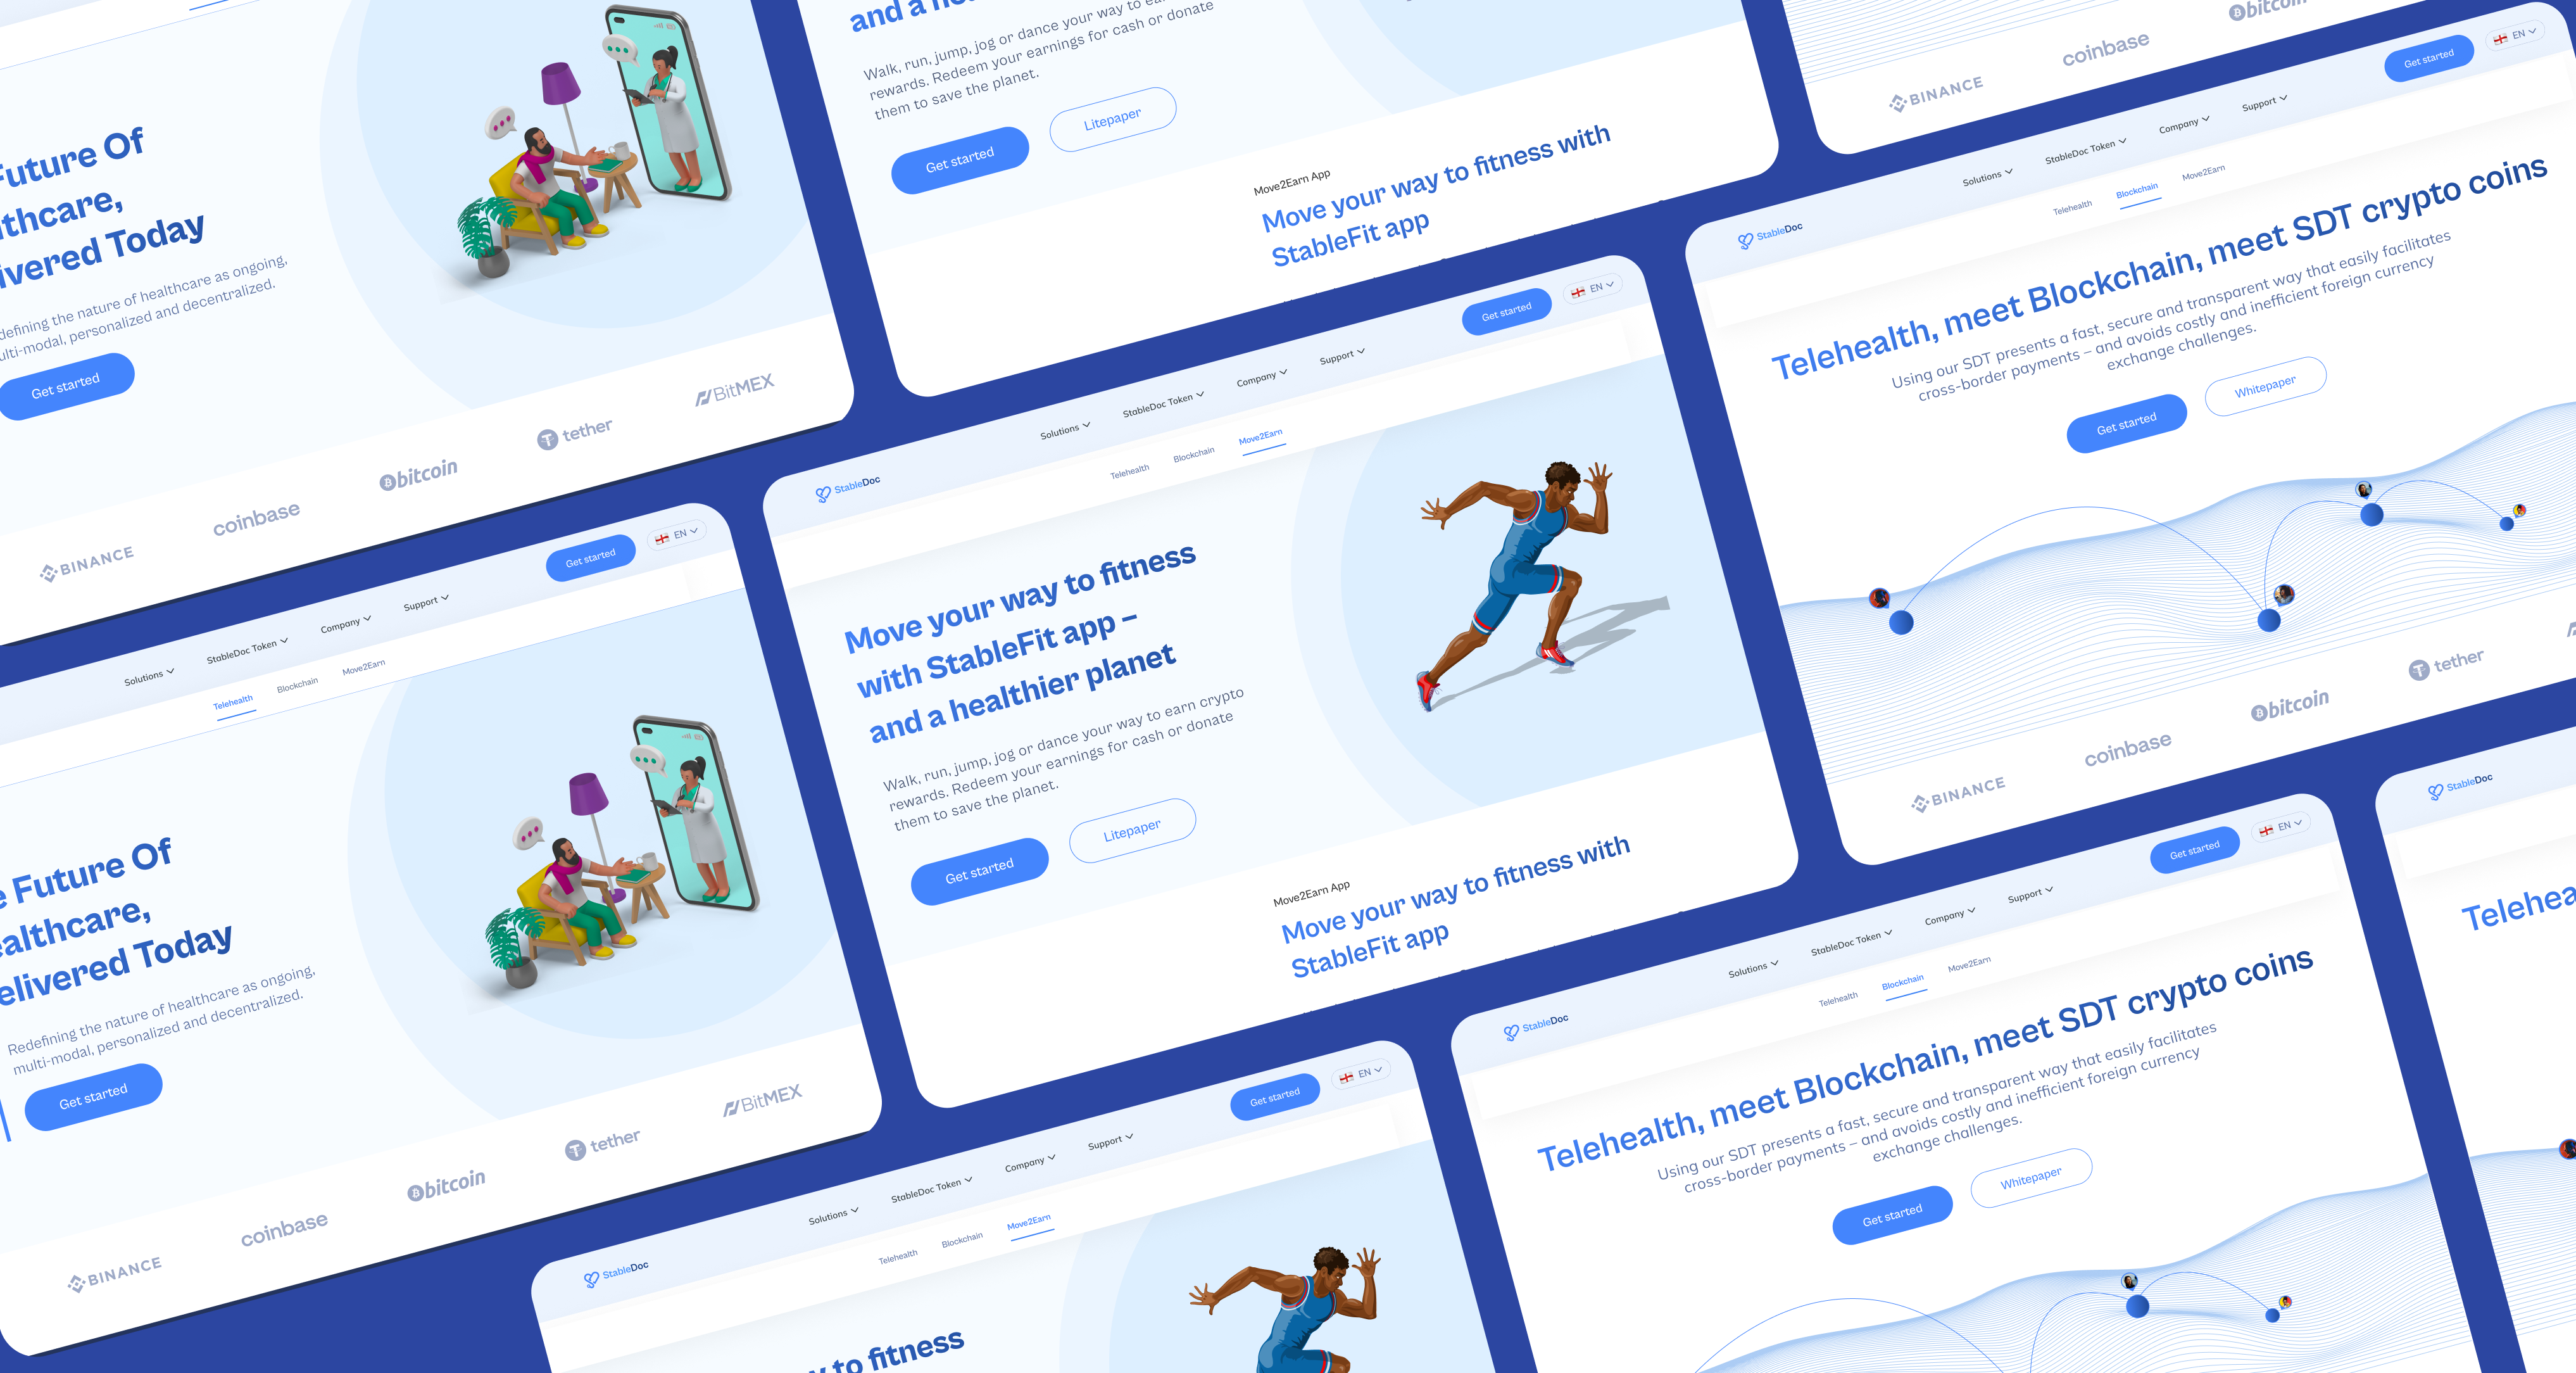 Future Of
thcare,
ivered Today
defining the nature of healthcare as ongoing,
ulti-modal, personalized and decentralized.
Get started
BINANCE
coinbase
bitcoin
tether
BitMEX
and a
Walk, run, jump, jog or dance your way to
rewards. Redeem your earnings for cash or donate
them to save the planet.
Get started
Litepaper
Move2Earn App
Move your way to fitness with
StableFit app
BINANCE
coinbase
bitcoin
StableDoc
Solutions
StableDoc Token
Company
Support
Get started
EN
Telehealth
Blockchain
Move2Earn
Telehealth, meet Blockchain, meet SDT crypto coins
Using our SDT presents a fast, secure and transparent way that easily facilitates
cross-border payments – and avoids costly and inefficient foreign currency
exchange challenges.
Get started
Whitepaper
BINANCE
coinbase
bitcoin
tether
Solutions
StableDoc Token
Company
Support
Get started
EN
Telehealth
Blockchain
Move2Earn
e Future Of
ealthcare,
elivered Today
Redefining the nature of healthcare as ongoing,
multi-modal, personalized and decentralized.
Get started
BINANCE
coinbase
bitcoin
tether
BitMEX
StableDoc
Solutions
StableDoc Token
Company
Support
Get started
EN
Telehealth
Blockchain
Move2Earn
Move your way to fitness
with StableFit app –
and a healthier planet
Walk, run, jump, jog or dance your way to earn crypto
rewards. Redeem your earnings for cash or donate
them to save the planet.
Get started
Litepaper
Move2Earn App
Move your way to fitness with
StableFit app
StableDoc
Solutions
StableDoc Token
Company
Support
Get started
EN
Telehealth
Blockchain
Move2Earn
y to fitness
StableDoc
Solutions
StableDoc Token
Company
Support
Get started
EN
Telehealth
Blockchain
Move2Earn
Telehealth, meet Blockchain, meet SDT crypto coins
Using our SDT presents a fast, secure and transparent way that easily facilitates
cross-border payments – and avoids costly and inefficient foreign currency
exchange challenges.
Get started
Whitepaper
StableDoc
Telehea